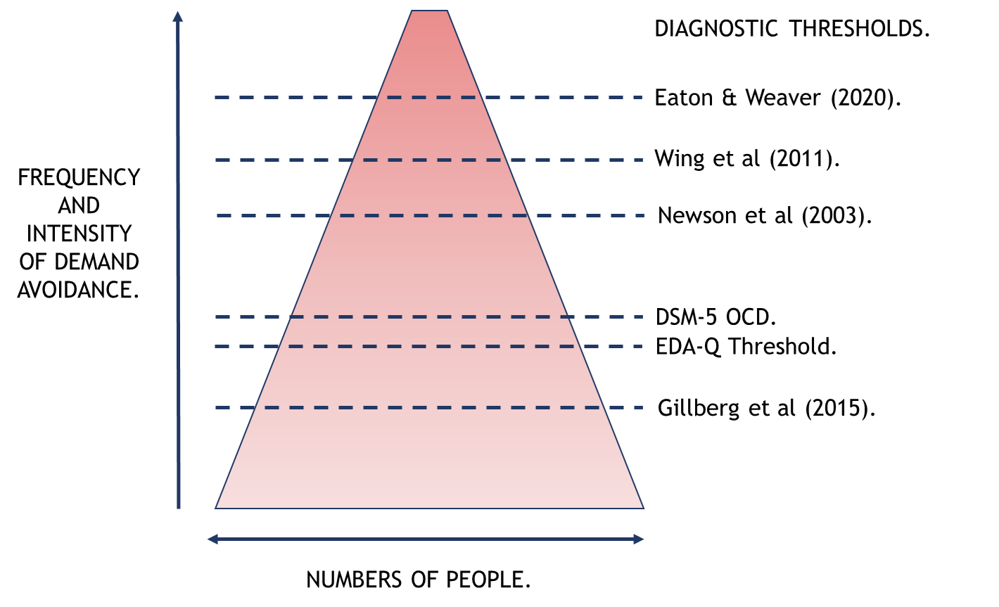 DIAGNOSTIC THRESHOLDS.
Eaton & Weaver (2020).
Wing et al (2011).
FREQUENCY
AND
INTENSITY
OF DEMAND
AVOIDANCE.
Newson et al (2003).
DSM-5 OCD.
EDA-Q Threshold.
Gillberg et al (2015).
NUMBERS OF PEOPLE.